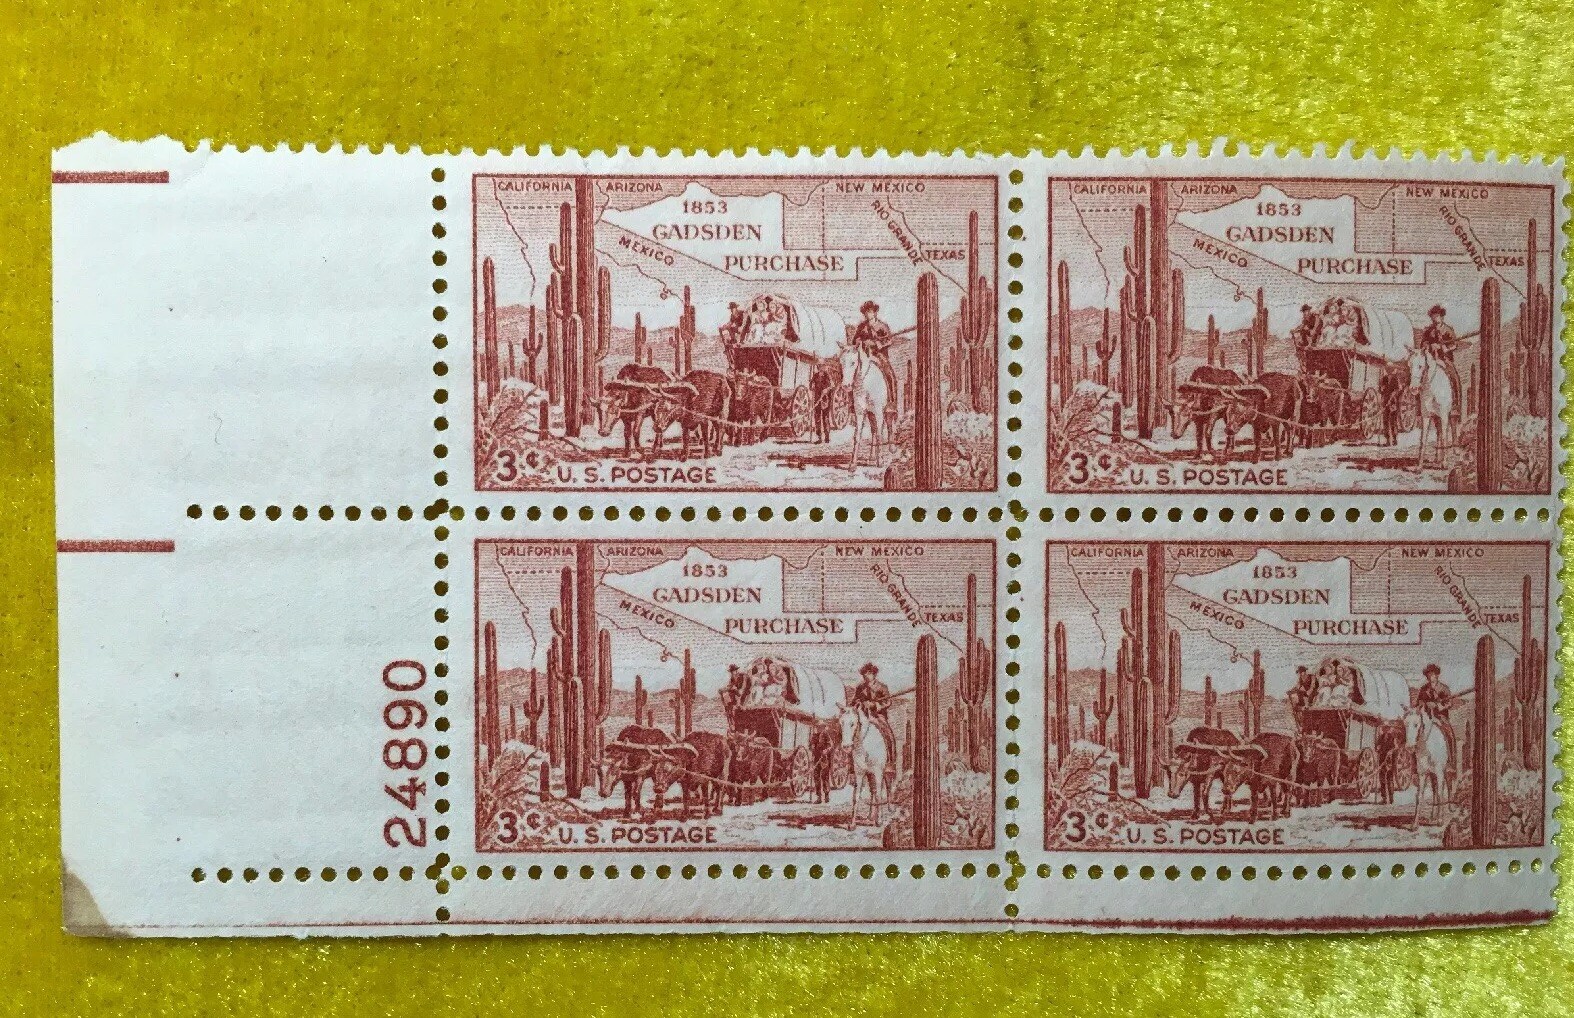 CALIFORNIA ARIZONA NEW MEXICO
1853
GADSDEN
PURCHASE
MEXICO
RIO GRANDE
TEXAS
3¢ U. S. POSTAGE
CALIFORNIA ARIZONA NEW MEXICO
1853
GADSDEN
PURCHASE
MEXICO
RIO GRANDE
TEXAS
3¢ U. S. POSTAGE
24890
CALIFORNIA ARIZONA NEW MEXICO
1853
GADSDEN
PURCHASE
MEXICO
RIO GRANDE
TEXAS
3¢ U. S. POSTAGE
CALIFORNIA ARIZONA NEW MEXICO
1853
GADSDEN
PURCHASE
MEXICO
RIO GRANDE
TEXAS
3¢ U. S. POSTAGE